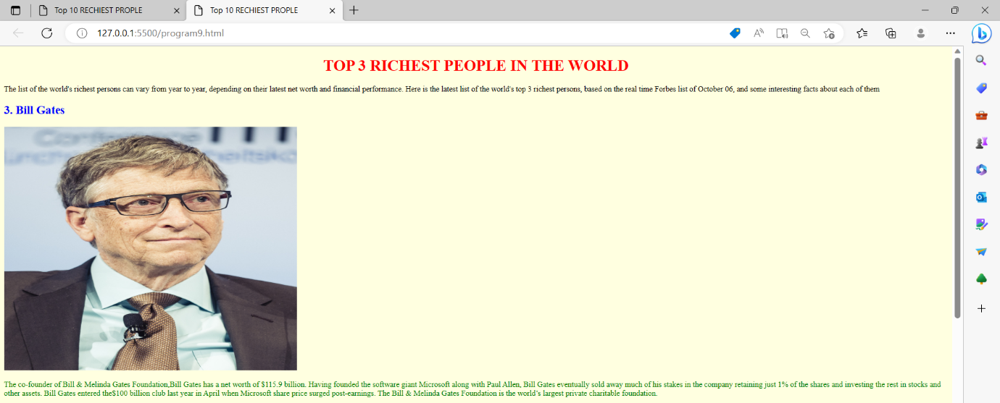 Top 10 RECHIEST PROPLE
Top 10 RECHIEST PROPLE
127.0.0.1:5500/program9.html
TOP 3 RICHEST PEOPLE IN THE WORLD
The list of the world's richest persons can vary from year to year, depending on their latest net worth and financial performance. Here is the latest list of the world's top 3 richest persons, based on the real time Forbes list of October 06, and some interesting facts about each of them
3. Bill Gates
Conference
The co-founder of Bill & Melinda Gates Foundation,Bill Gates has a net worth of $115.9 billion. Having founded the software giant Microsoft along with Paul Allen, Bill Gates eventually sold away much of his stakes in the company retaining just 1% of the shares and investing the rest in stocks and
other assets. Bill Gates entered the$100 billion club last year in April when Microsoft share price surged post-earnings. The Bill & Melinda Gates Foundation is the world's largest private charitable foundation.